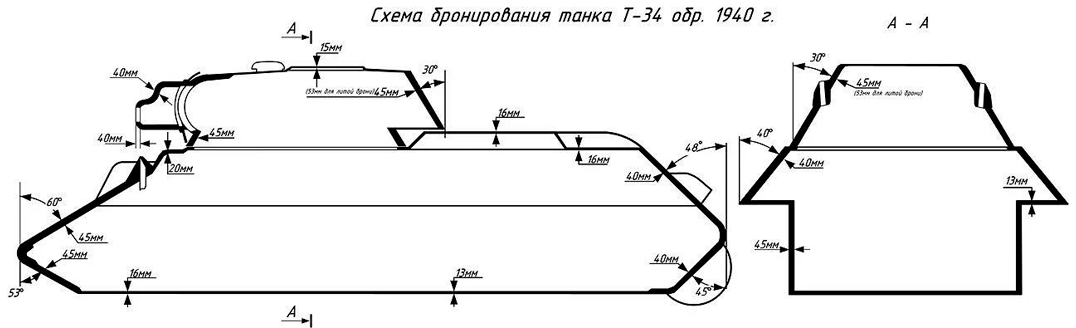 Схема бронирования танка Т-34 обр. 1940 г.
А
А - А
15мм
40мм
30°
45мм
(53мм для литой брони)
30°
45мм
(53мм для литой брони)
16мм
40мм
45мм
20мм
16мм
48°
40мм
40°
40мм
13мм
60°
45мм
45мм
53°
16мм
13мм
40мм
45°
45мм
А